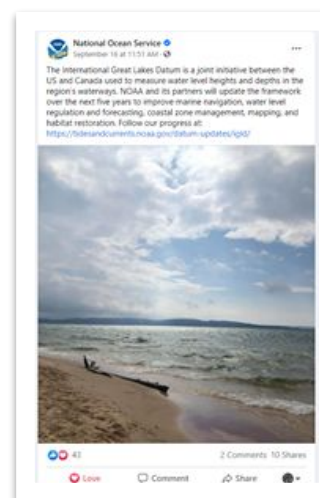 National Ocean Service
September 16 at 11:51 AM
The International Great Lakes Datum is a joint initiative between the
US and Canada used to measure water level heights and depths in the
region's waterways. NOAA and its partners will update the framework
over the next five years to improve marine navigation, water level
regulation and forecasting, coastal zone management, mapping, and
habitat restoration. Follow our progress at:
https://tidesandcurrents.noaa.gov/datum-updates/igld/
43
2 Comments 10 Shares
Love Comment Share